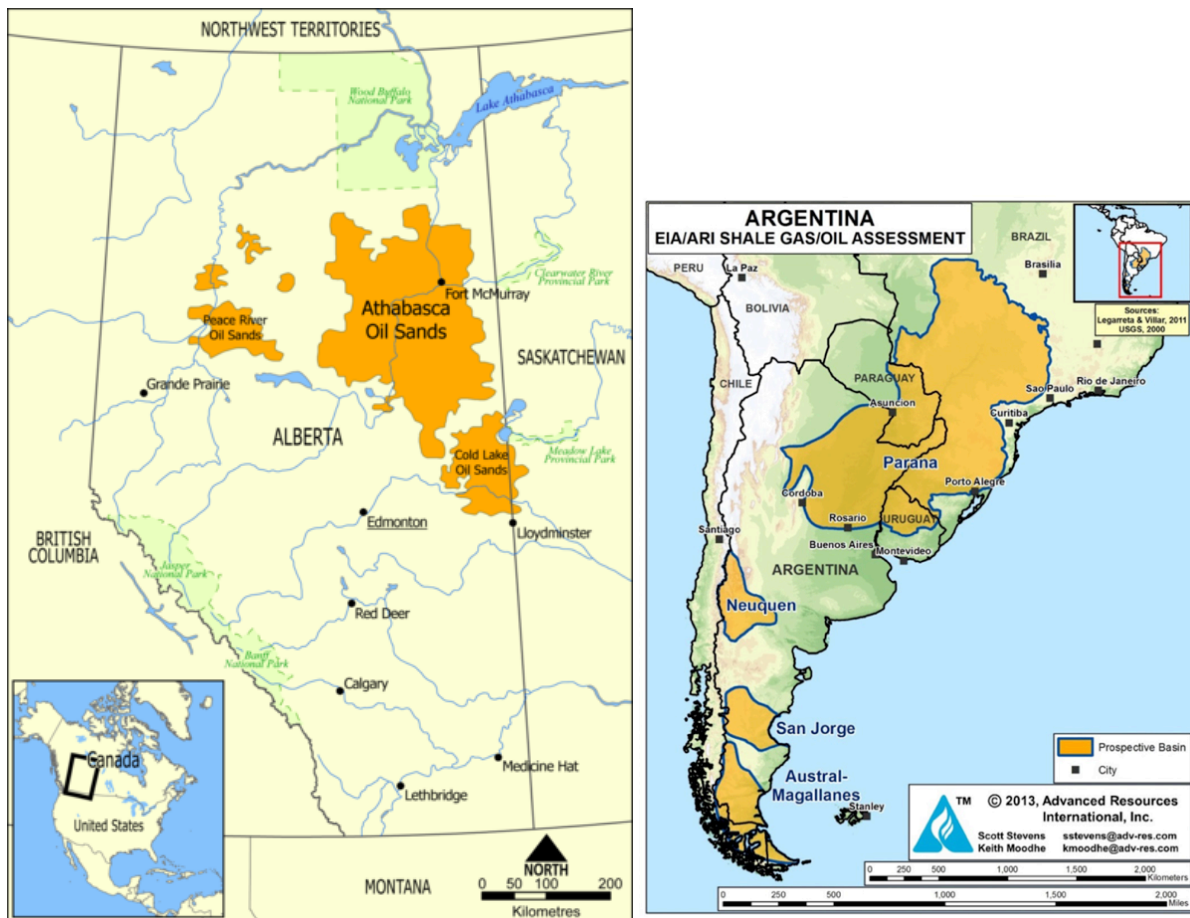 NORTHWEST TERRITORIES
Wood Buffalo
National Park
Lake Athabasca
Clearwater River
Provincial Park
Fort McMurray
Athabasca
Oil Sands
Peace River
Oil Sands
SASKATCHEWAN
Grande Prairie
ALBERTA
Meadow Lake
Provincial Park
Cold Lake
Oil Sands
Edmonton
Lloydminster
BRITISH
COLUMBIA
Jasper
National Park
Red Deer
Banff
National Park
Calgary
Medicine Hat
Lethbridge
Canada
United States
MONTANA
NORTH
0 50 100 200
Kilometres
ARGENTINA
EIA/ARI SHALE GAS/OIL ASSESSMENT
BRAZIL
Brasilia
PERU
La Paz
BOLIVIA
Sources:
Legarreta & Villar, 2011
USGS, 2000
CHILE
PARAGUAY
Asuncion
Sao Paulo
Rio de Janeiro
Curitiba
Parana
Porto Alegre
Cordoba
Rosario
URUGUAY
Santiago
Buenos Aires
Montevideo
ARGENTINA
Neuquen
San Jorge
Austral-
Magallanes
Stanley
Prospective Basin
City
TM
© 2013, Advanced Resources
International, Inc.
Scott Stevens sstevens@adv-res.com
Keith Moodhe kmoodhe@adv-res.com
0 500 1,000 2,000
Kilometers
0 500 1,000 1,500 2,000
Miles